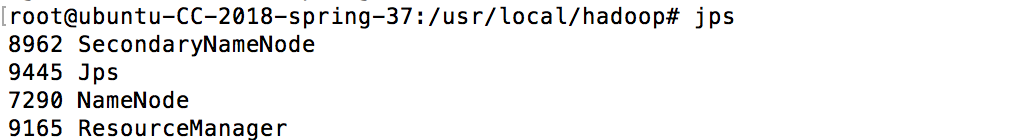 [root@ubuntu-CC-2018-spring-37:/usr/local/hadoop# jps
8962 SecondaryNameNode
9445 Jps
7290 NameNode
9165 ResourceManager